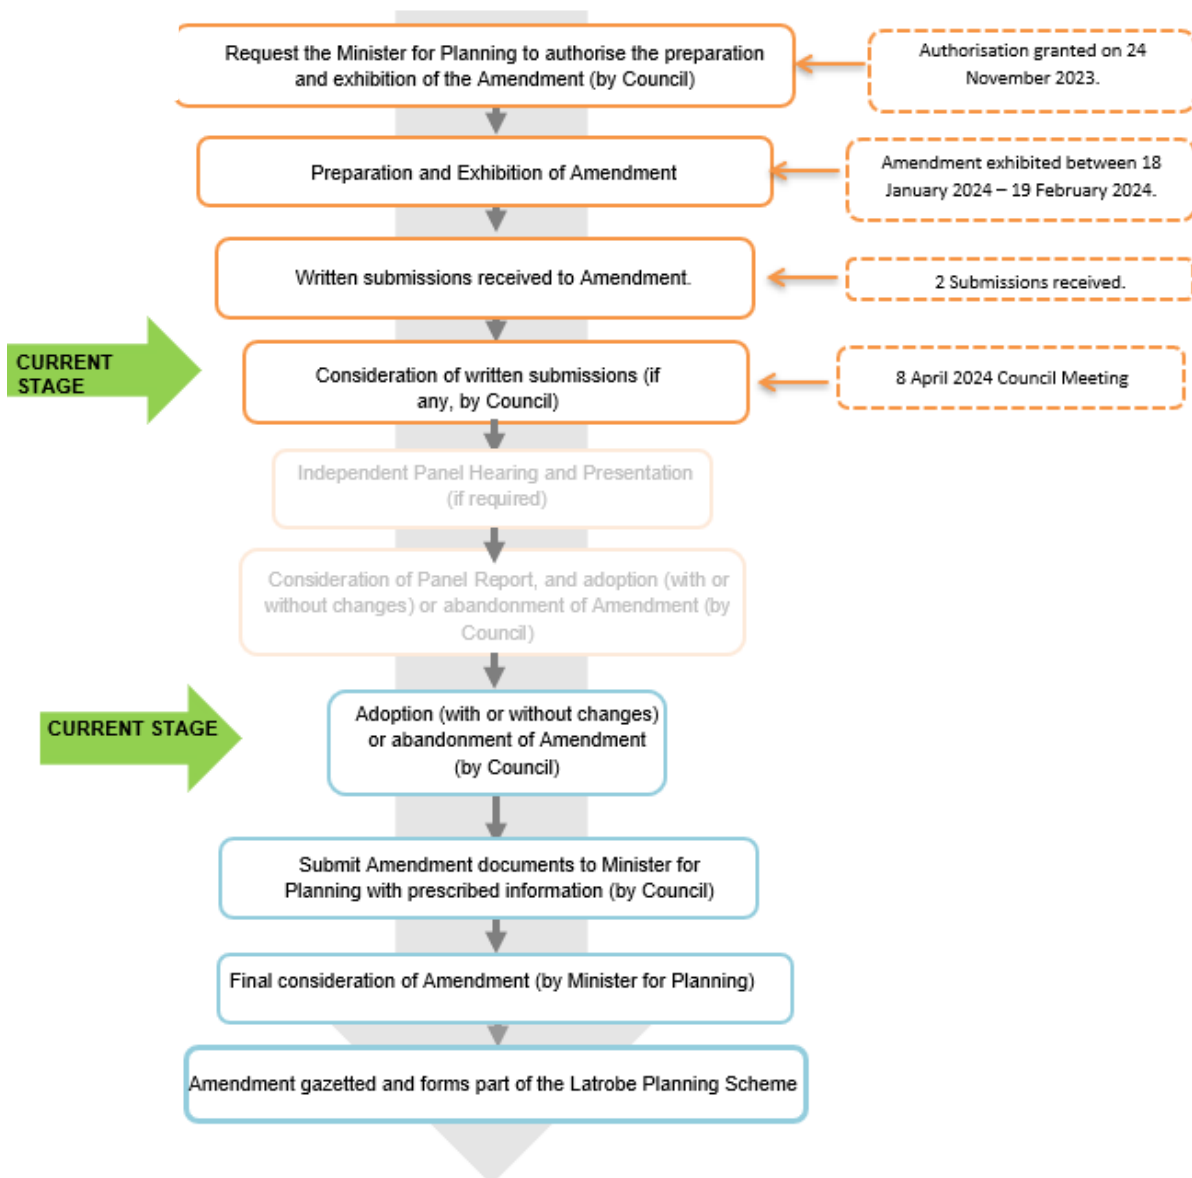 Request the Minister for Planning to authorise the preparation
and exhibition of the Amendment (by Council)
Authorisation granted on 24
November 2023.
Preparation and Exhibition of Amendment
Amendment exhibited between 18
January 2024 – 19 February 2024.
Written submissions received to Amendment.
2 Submissions received.
CURRENT
STAGE
Consideration of written submissions (if
any, by Council)
8 April 2024 Council Meeting
Independent Panel Hearing and Presentation
(if required)
Consideration of Panel Report, and adoption (with or
without changes) or abandonment of Amendment (by
Council)
CURRENT STAGE
Adoption (with or without changes)
or abandonment of Amendment
(by Council)
Submit Amendment documents to Minister for
Planning with prescribed information (by Council)
Final consideration of Amendment (by Minister for Planning)
Amendment gazetted and forms part of the Latrobe Planning Scheme